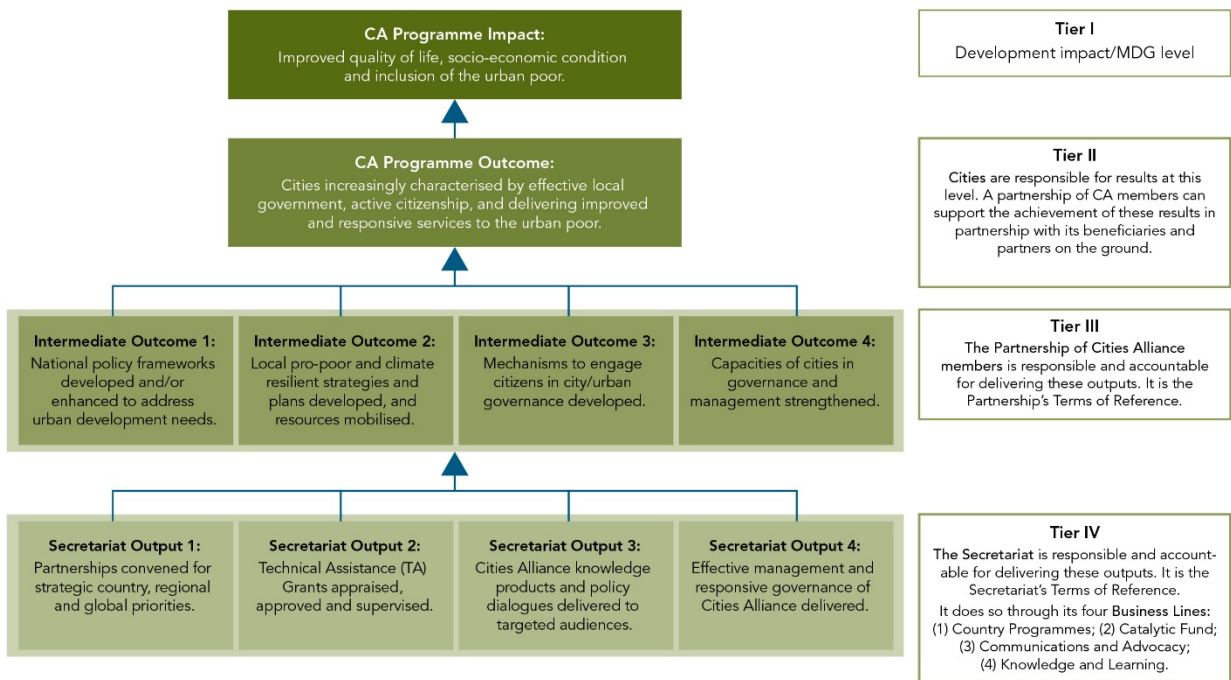 CA Programme Impact:
Improved quality of life, socio-economic condition
and inclusion of the urban poor.
Tier I
Development impact/MDG level
CA Programme Outcome:
Cities increasingly characterised by effective local
government, active citizenship, and delivering improved
and responsive services to the urban poor.
Tier II
Cities are responsible for results at this
level. A partnership of CA members can
support the achievement of these results in
partnership with its beneficiaries and
partners on the ground.
Intermediate Outcome 1:
National policy frameworks
developed and/or
enhanced to address
urban development needs.
Intermediate Outcome 2:
Local pro-poor and climate
resilient strategies and
plans developed, and
resources mobilised.
Intermediate Outcome 3:
Mechanisms to engage
citizens in city/urban
governance developed.
Intermediate Outcome 4:
Capacities of cities in
governance and
management strengthened.
Tier III
The Partnership of Cities Alliance
members is responsible and accountable
for delivering these outputs. It is the
Partnership's Terms of Reference.
Secretariat Output 1:
Partnerships convened for
strategic country, regional
and global priorities.
Secretariat Output 2:
Technical Assistance (TA)
Grants appraised,
approved and supervised.
Secretariat Output 3:
Cities Alliance knowledge
products and policy
dialogues delivered to
targeted audiences.
Secretariat Output 4:
Effective management and
responsive governance of
Cities Alliance delivered.
Tier IV
The Secretariat is responsible and account-
able for delivering these outputs. It is the
Secretariat's Terms of Reference.
It does so through its four Business Lines:
(1) Country Programmes; (2) Catalytic Fund;
(3) Communications and Advocacy;
(4) Knowledge and Learning.